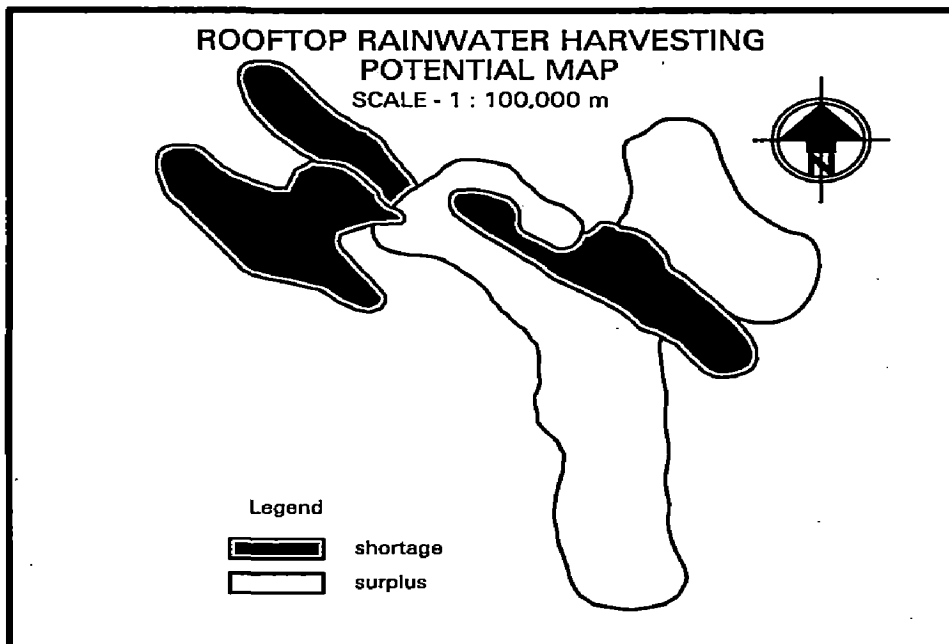 ROOFTOP RAINWATER HARVESTING
POTENTIAL MAP
SCALE - 1 : 100,000 m
N
Legend
shortage
surplus